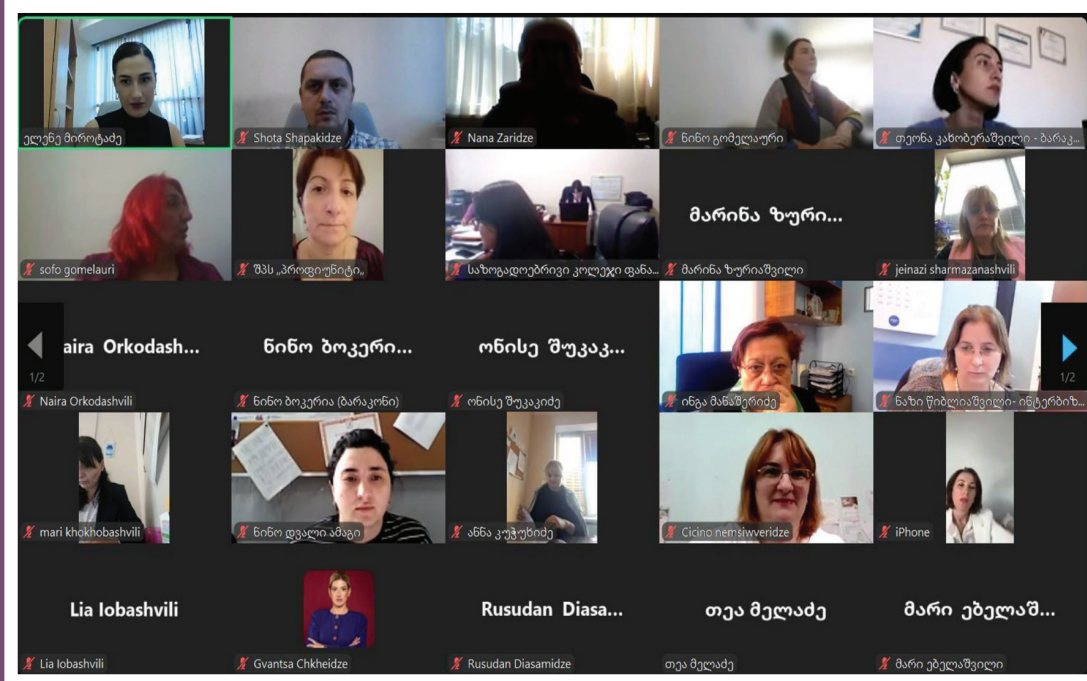 ელენე მიროტაძე
Shota Shapakidze
Nana Zaridze
ნინო გომელაური
თეონა კახობერაშვილი - ბარაკ...
sofo gomelauri
შპს „პროფიუნიტი„
საზოგადოებრივი კოლეჯი ფანა...
მარინა ზური...
მარინა ზურიაშვილი
jeinazi sharmazanashvili
aira Orkodash...
1/2
Naira Orkodashvili
ნინო ბოკერი...
ნინო ბოკერია (ბარაკონი)
ონისე შუკაკ...
ონისე შუკაკიძე
ინგა მანაშერიძე
ნაზი წიბლიაშვილი- ინტერბიზ...
1/2
mari khokhobashvili
ნინო დვალი ამაგი
ანნა კუჭუხიძე
Cicino nemsiwveridze
iPhone
Lia Iobashvili
Lia Iobashvili
Gvantsa Chkheidze
Rusudan Diasa...
Rusudan Diasamidze
თეა მელაძე
თეა მელაძე
მარი ებელაშ...
მარი ებელაშვილი